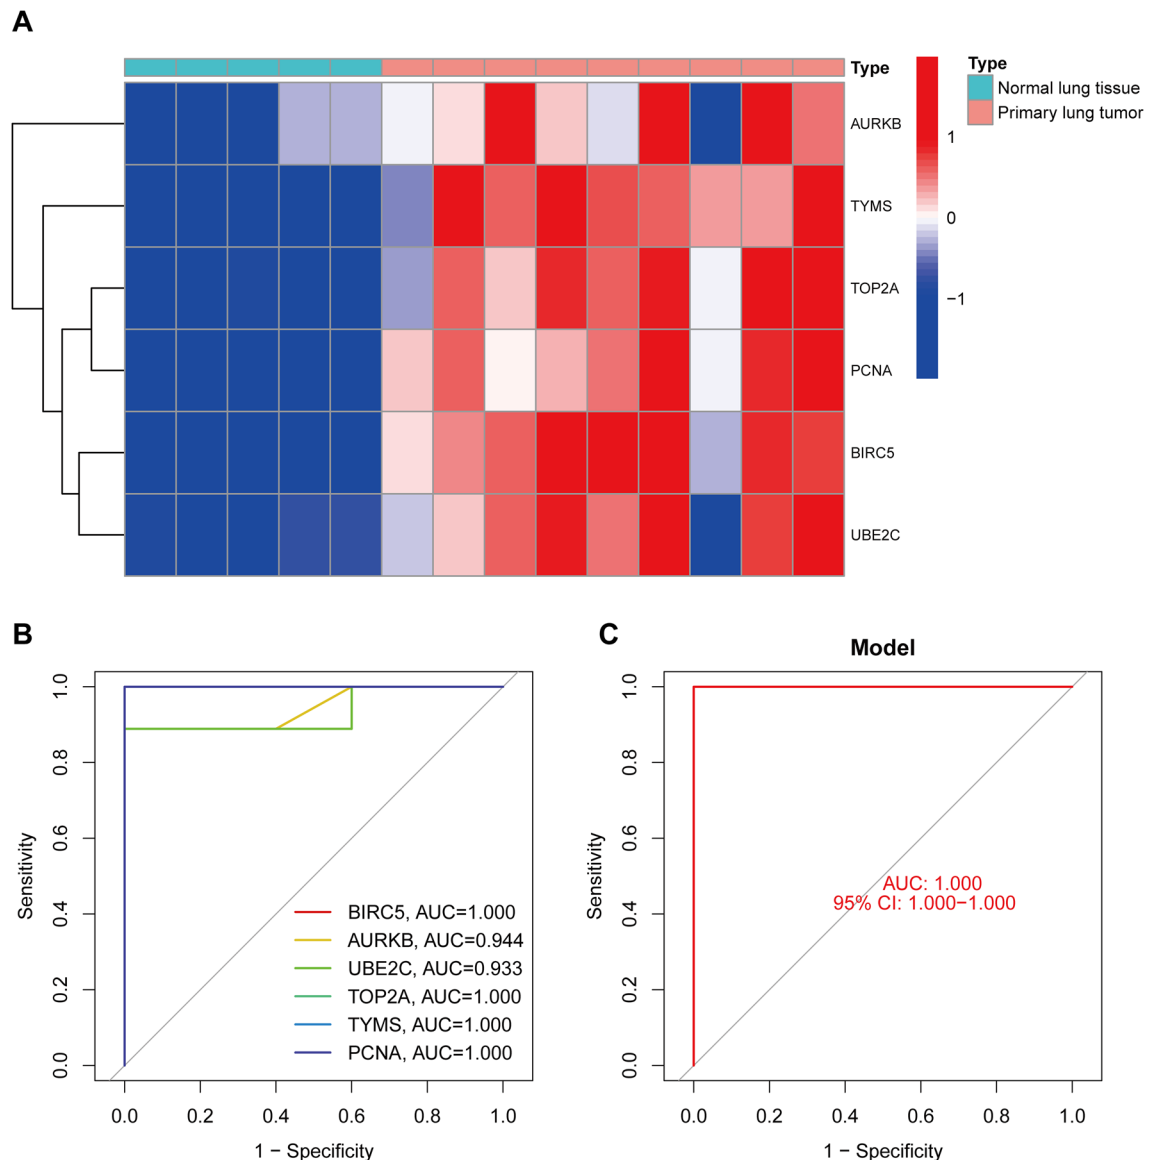 A
Type
AURKB
TYMS
TOP2A
PCNA
BIRC5
UBE2C
1
0
−1
Type
Normal lung tissue
Primary lung tumor
B
Sensitivity
1.0
0.8
0.6
0.4
0.2
0.0
BIRC5, AUC=1.000
AURKB, AUC=0.944
UBE2C, AUC=0.933
TOP2A, AUC=1.000
TYMS, AUC=1.000
PCNA, AUC=1.000
0.0 0.2 0.4 0.6 0.8 1.0
1 − Specificity
C
Model
Sensitivity
1.0
0.8
0.6
0.4
0.2
0.0
AUC: 1.000
95% CI: 1.000−1.000
0.0 0.2 0.4 0.6 0.8 1.0
1 − Specificity